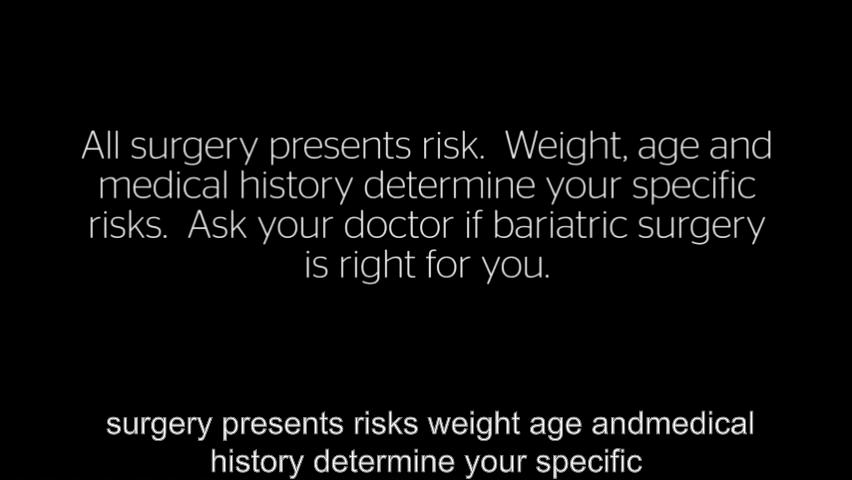 All surgery presents risk.  Weight, age and
medical history determine your specific
risks.  Ask your doctor if bariatric surgery
is right for you.
surgery presents risks weight age andmedical
history determine your specific